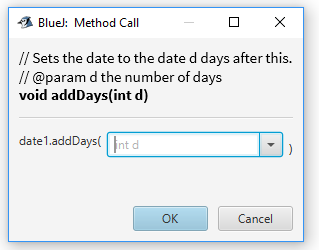 BlueJ: Method Call
// Sets the date to the date d days after this.
// @param d the number of days
void addDays(int d)
date1.addDays( int d )
OK Cancel